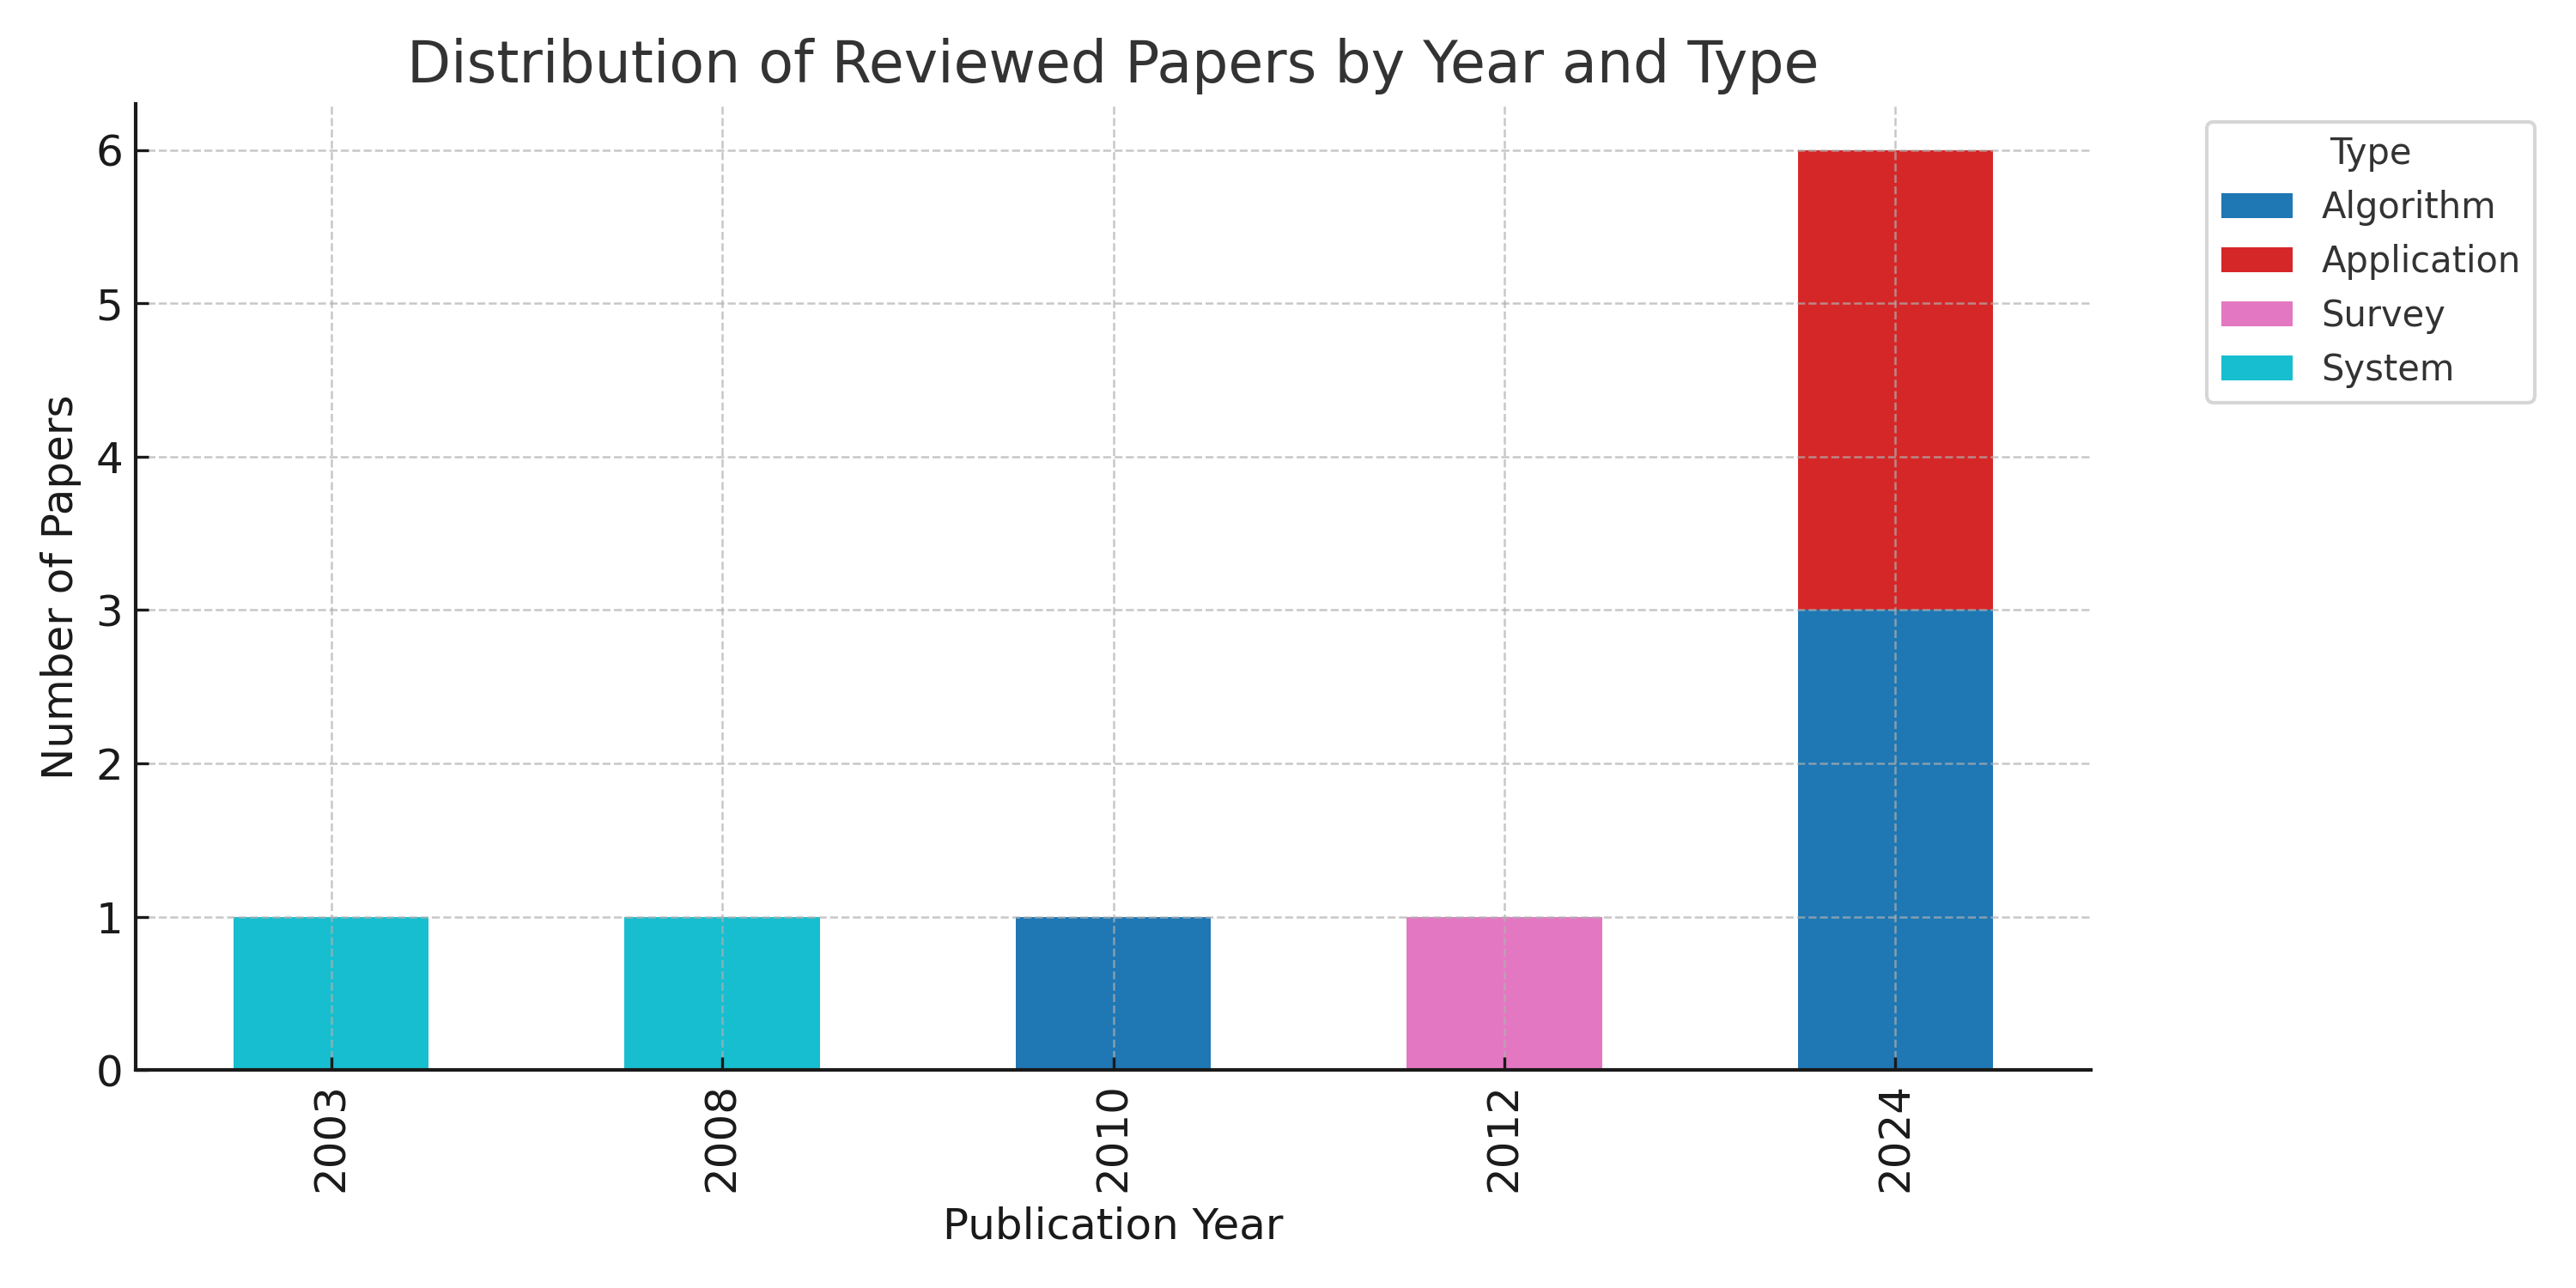 Distribution of Reviewed Papers by Year and Type
Type
Algorithm
Application
Survey
System
Number of Papers
6
5
4
3
2
1
0
2003
2008
2010
2012
2024
Publication Year